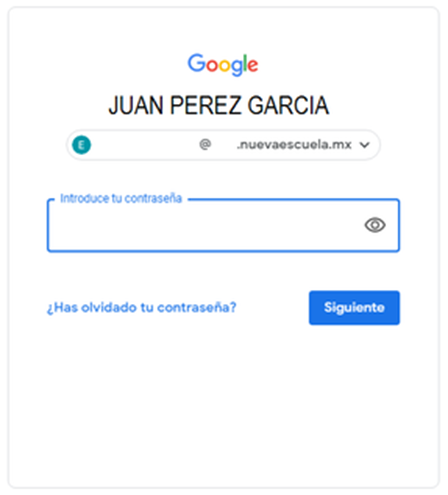 Google
JUAN PEREZ GARCIA
E @ .nuevaescuela.mx
Introduce tu contraseña
¿Has olvidado tu contraseña? Siguiente